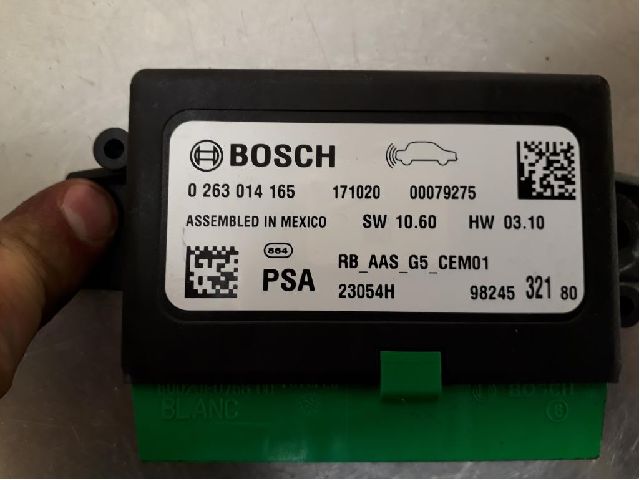 BOSCH
0 263 014 165 171020 00079275
ASSEMBLED IN MEXICO SW 10.60 HW 03.10
PSA RB_AAS_G5_CEM01
23054H 98245 321 80
BOSCH
BLANC